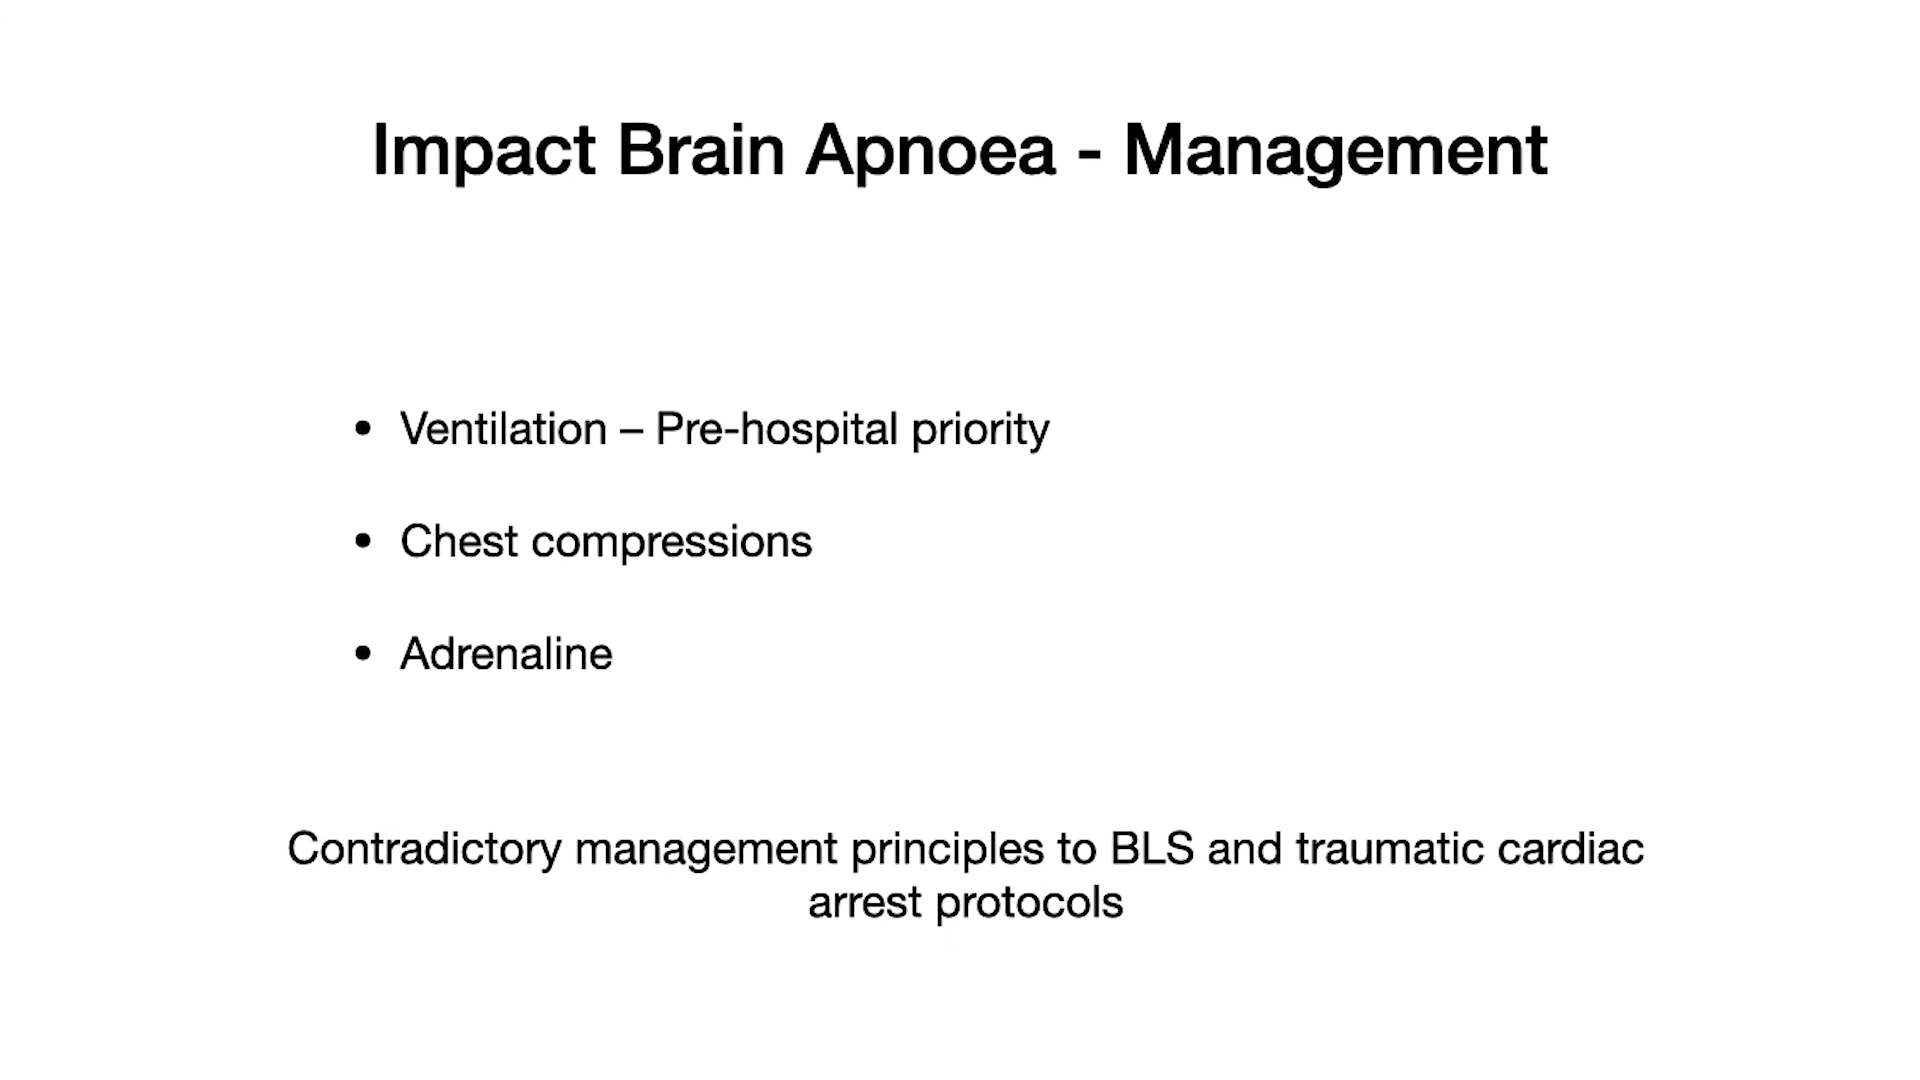 Impact Brain Apnoea - Management
• Ventilation – Pre-hospital priority
• Chest compressions
• Adrenaline
Contradictory management principles to BLS and traumatic cardiac
arrest protocols